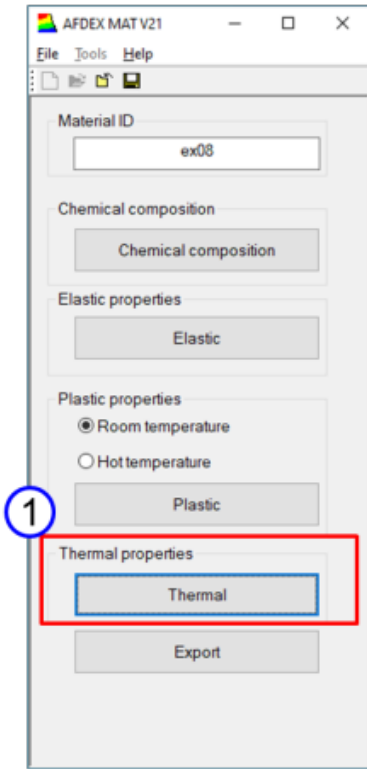 AFDEX MAT V21
File Tools Help
Material ID
ex08
Chemical composition
Chemical composition
Elastic properties
Elastic
Plastic properties
Room temperature
Hot temperature
Plastic
1
Thermal properties
Thermal
Export